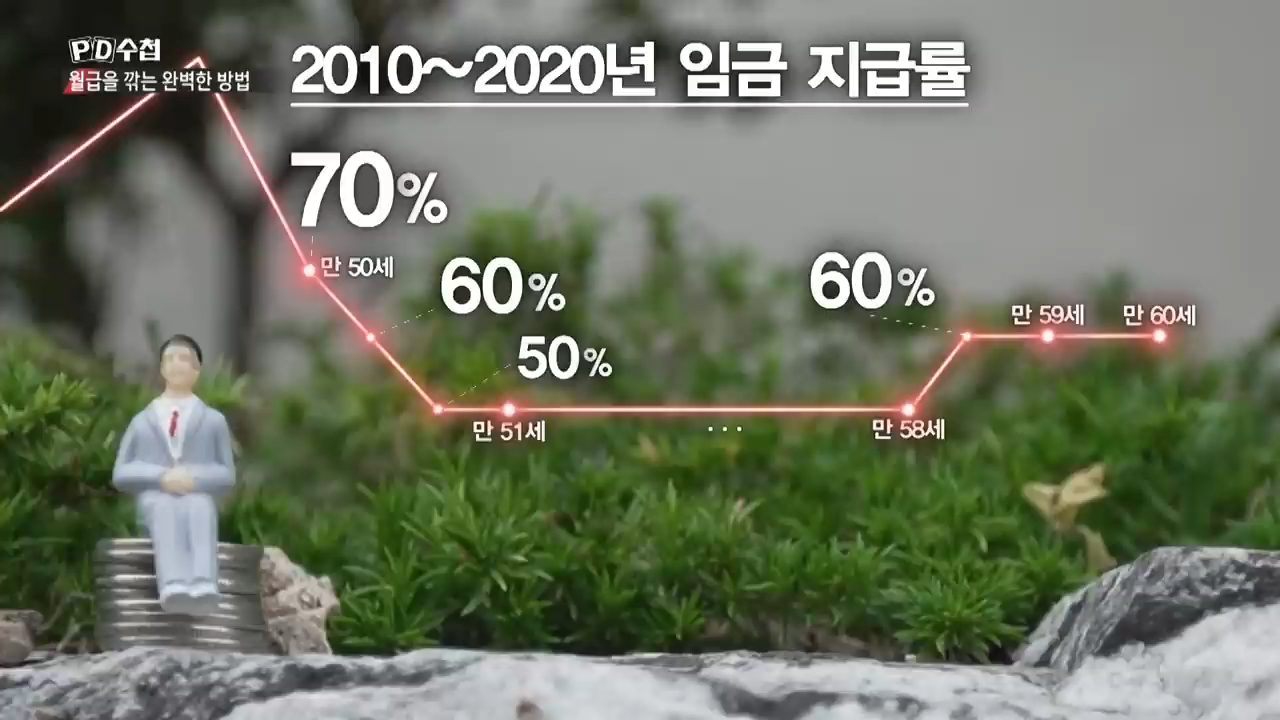 PD수첩
월급을 깎는 완벽한 방법
2010~2020년 임금 지급률
70%
만 50세
60%
50%
만 51세
...
만 58세
60%
만 59세
만 60세